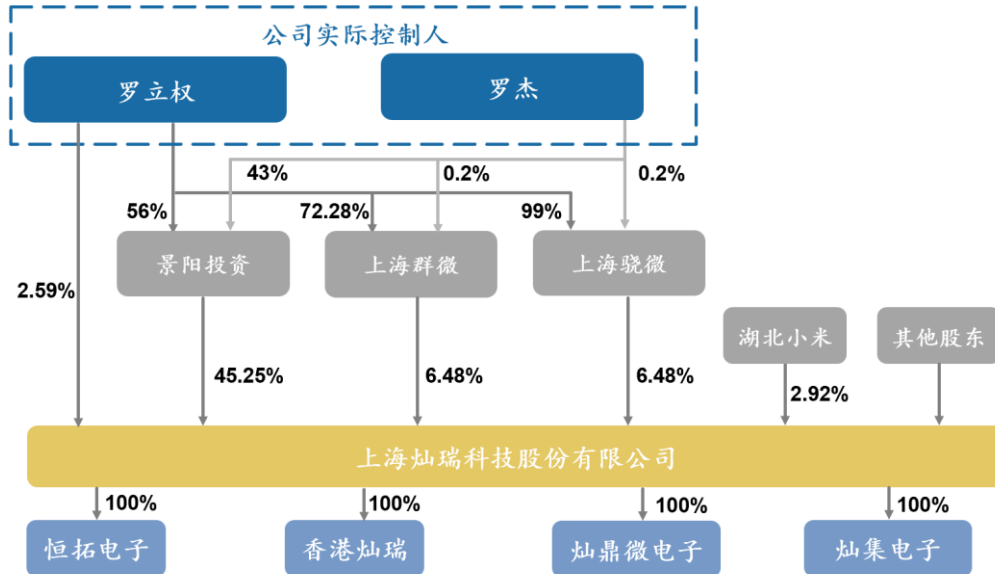 公司实际控制人
罗立权
罗杰
43%
0.2%
0.2%
56%
72.28%
99%
景阳投资
上海群微
上海骁微
2.59%
湖北小米
其他股东
45.25%
6.48%
6.48%
2.92%
上海灿瑞科技股份有限公司
100%
100%
100%
100%
恒拓电子
香港灿瑞
灿鼎微电子
灿集电子